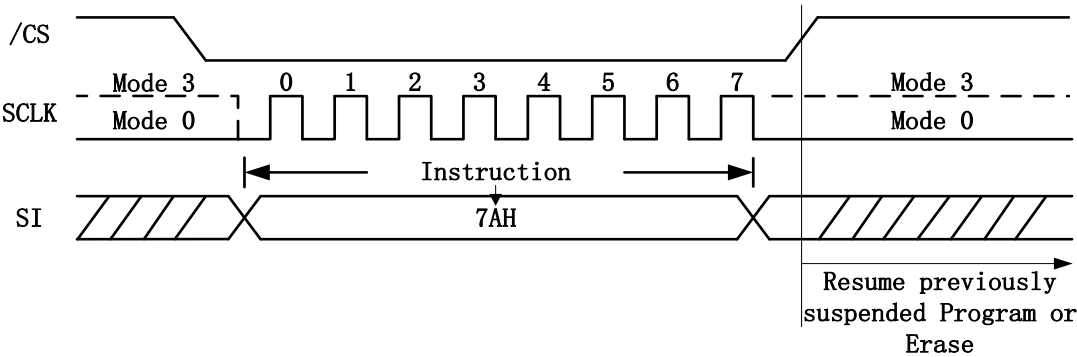 /CS
Mode 3 0 1 2 3 4 5 6 7 Mode 3
SCLK
Mode 0 Mode 0
Instruction
SI
7AH
Resume previously
suspended Program or
Erase